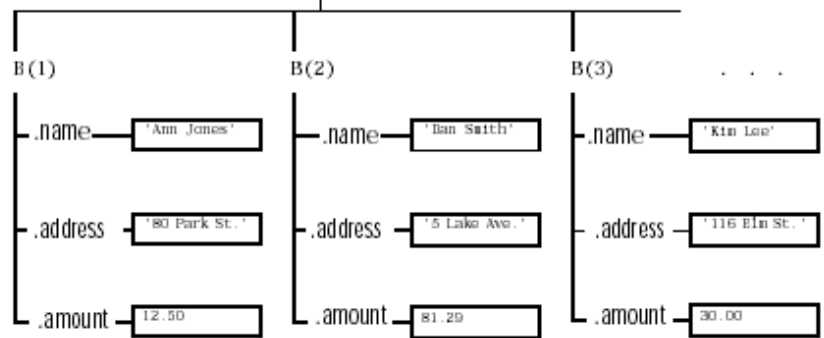 B(1) B(2) B(3) . . .
.name 'Ann Jones' .name 'Dan Smith' .name 'Kim Lee'
.address '80 Park St.' .address '5 Lake Ave.' .address '116 Elm St.'
.amount 12.50 .amount 81.29 .amount 30.00